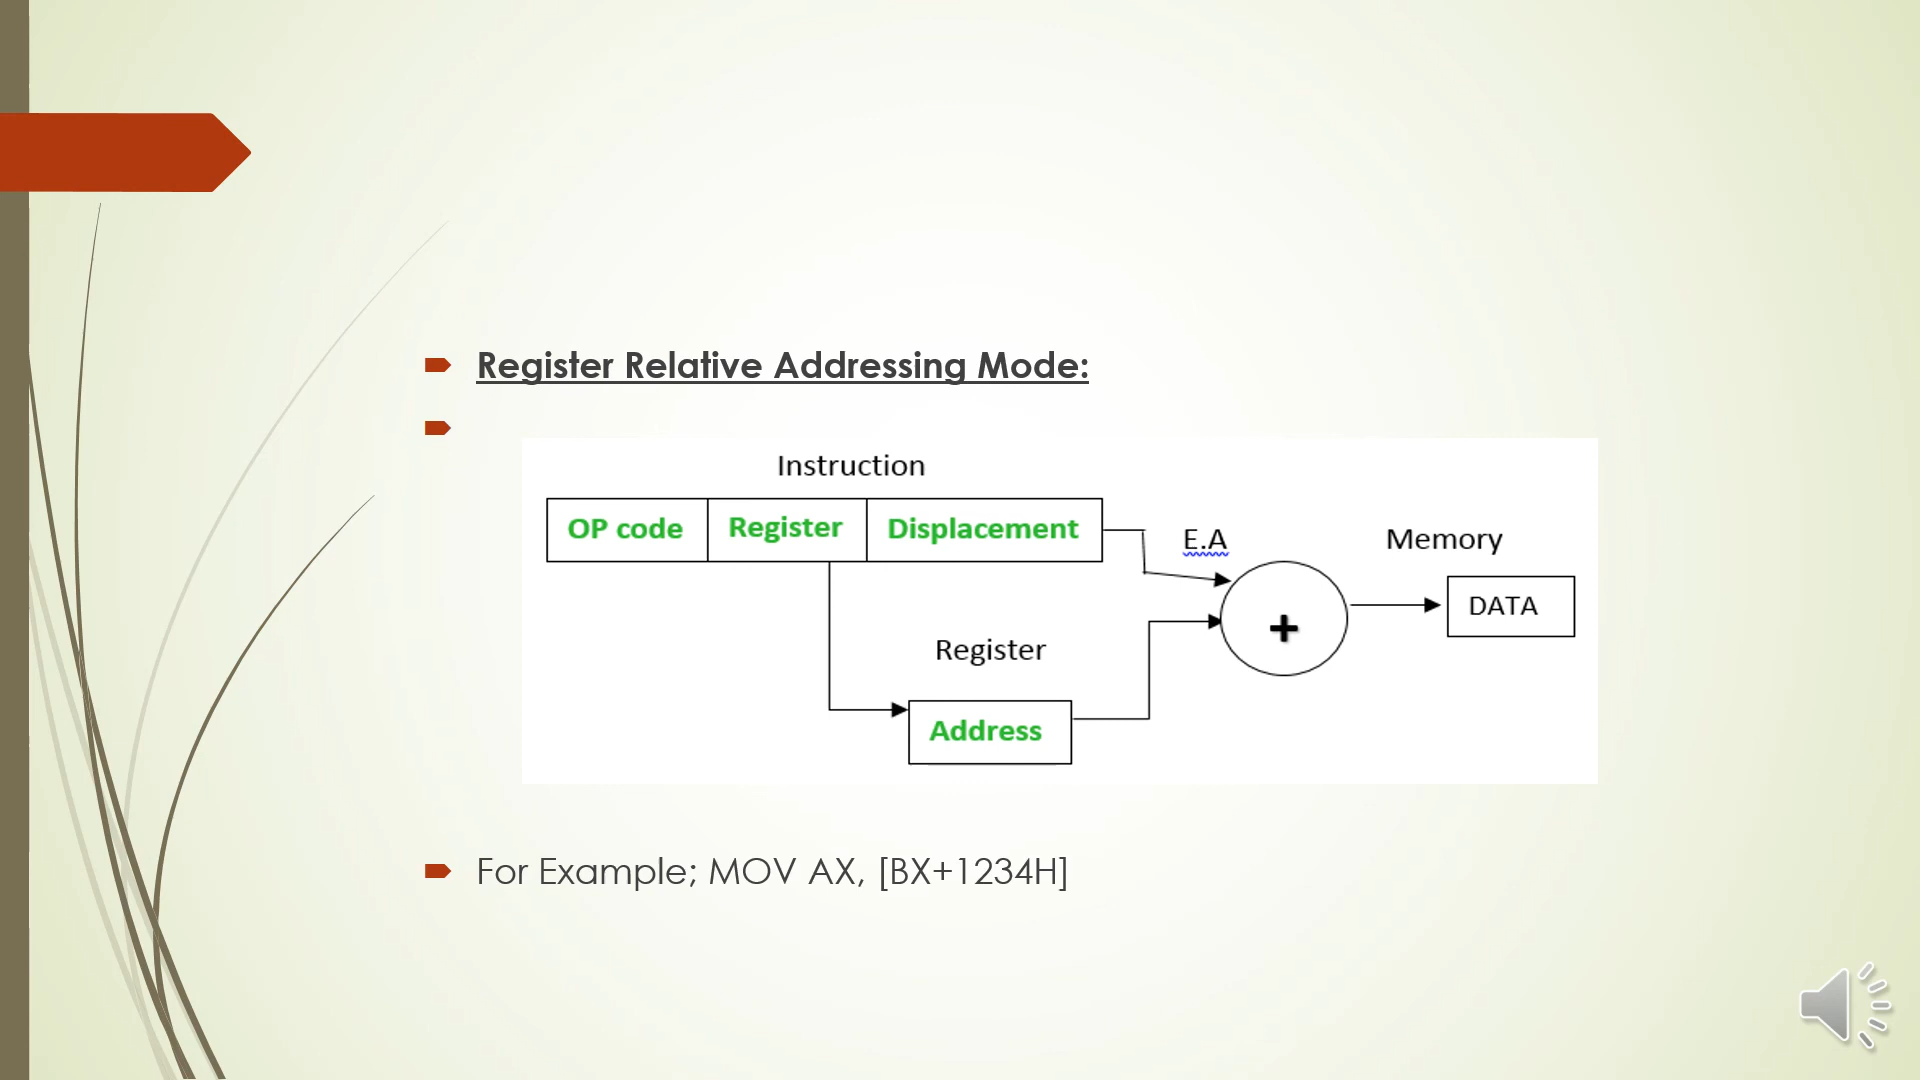 Register Relative Addressing Mode:
Instruction
OP code Register Displacement
E.A
Memory
DATA
+
Register
Address
For Example; MOV AX, [BX+1234H]